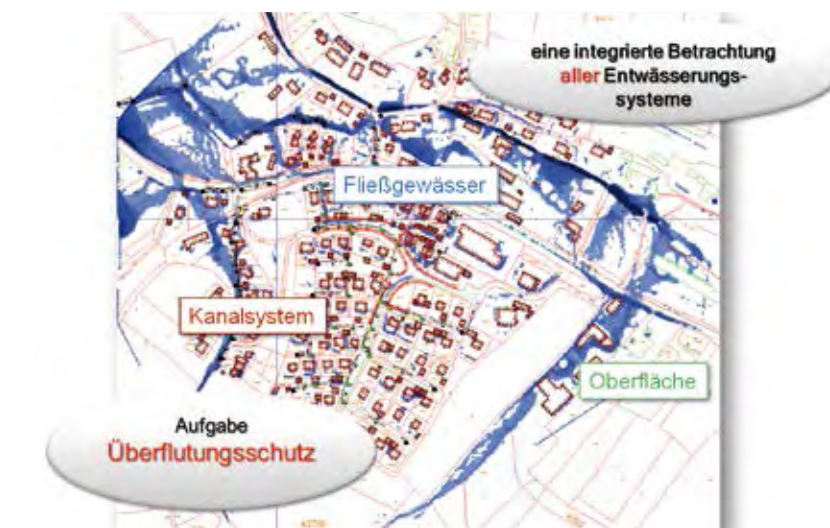 eine integrierte Betrachtung
aller Entwässerungs-
systeme
Fließgewässer
Kanalsystem
Oberfläche
Aufgabe
Überflutungsschutz